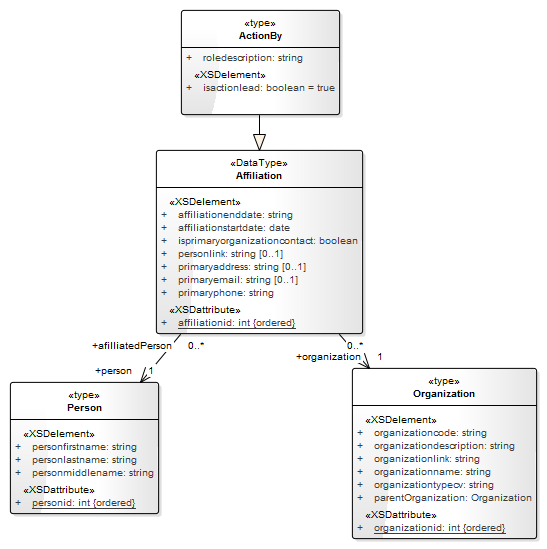 «type»
ActionBy
+ roledescription: string
«XSDelement»
+ isactionlead: boolean = true
«DataType»
Affiliation
«XSDelement»
+ affiliationenddate: string
+ affiliationstartdate: date
+ isprimaryorganizationcontact: boolean
+ personlink: string [0..1]
+ primaryaddress: string [0..1]
+ primaryemail: string [0..1]
+ primaryphone: string
«XSDattribute»
+ affiliationid: int {ordered}
+afilliatedPerson 0..*
+person 1
0..*
+organization 1
«type»
Person
«XSDelement»
+ personfirstname: string
+ personlastname: string
+ personmiddlename: string
«XSDattribute»
+ personid: int {ordered}
«type»
Organization
«XSDelement»
+ organizationcode: string
+ organizationdescription: string
+ organizationlink: string
+ organizationname: string
+ organizationtypecv: string
+ parentOrganization: Organization
«XSDattribute»
+ organizationid: int {ordered}